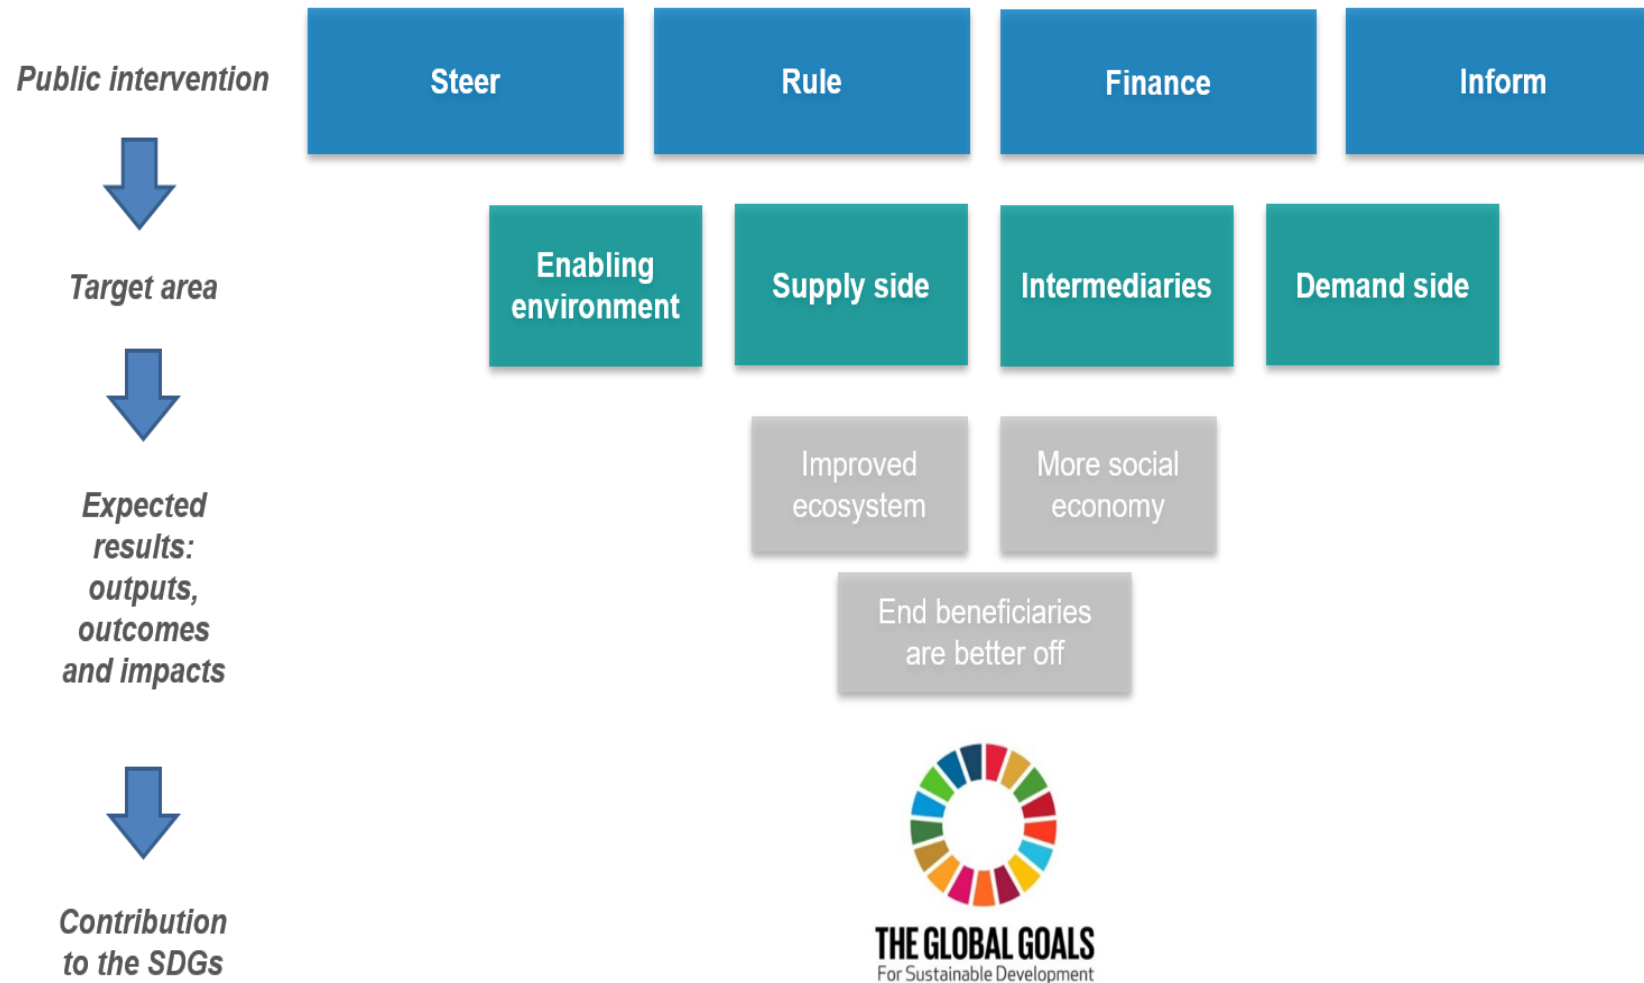 Public intervention
Steer
Rule
Finance
Inform
Target area
Enabling
environment
Supply side
Intermediaries
Demand side
Expected
results:
outputs,
outcomes
and impacts
Improved
ecosystem
More social
economy
End beneficiaries
are better off
Contribution
to the SDGs
THE GLOBAL GOALS
For Sustainable Development